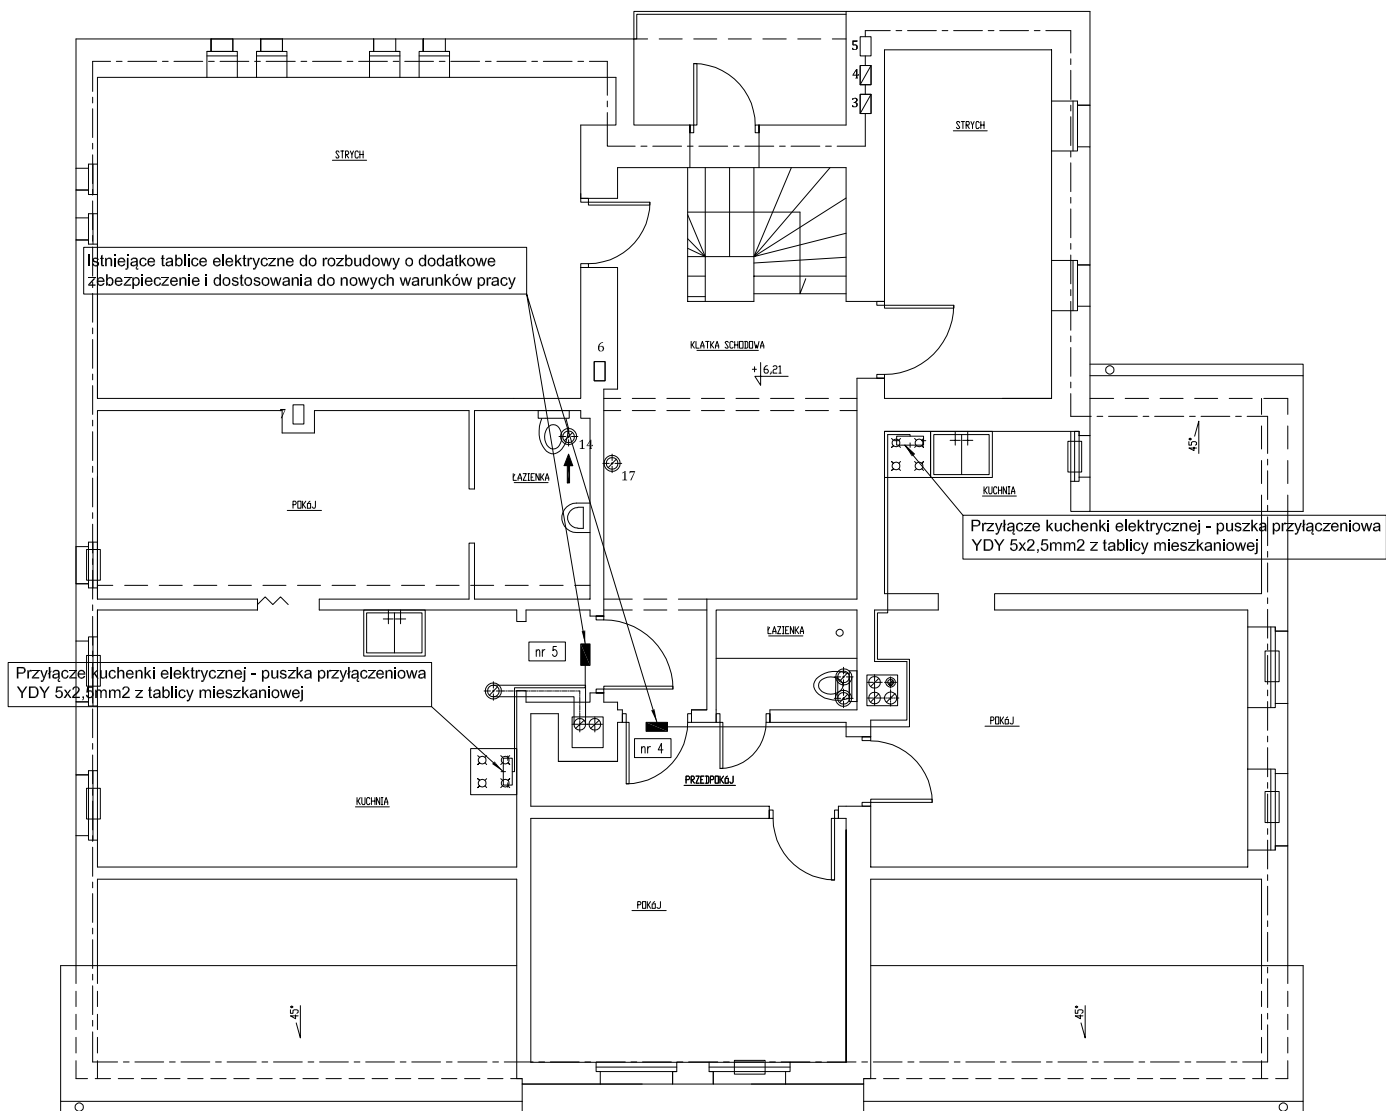 5
4
3
STRYCH
STRYCH
Istniejące tablice elektryczne do rozbudowy o dodatkowe
zebezpieczenie i dostosowania do nowych warunków pracy
6
KLATKA SCHODOWA
+ 6,21
7
14
17
45°
ŁAZIENKA
KUCHNIA
POKÓJ
Przyłącze kuchenki elektrycznej - puszka przyłączeniowa
YDY 5x2,5mm2 z tablicy mieszkaniowej
ŁAZIENKA
nr 5
Przyłącze kuchenki elektrycznej - puszka przyłączeniowa
YDY 5x2,5mm2 z tablicy mieszkaniowej
POKÓJ
nr 4
PRZEDPOKÓJ
KUCHNIA
POKÓJ
45°
45°